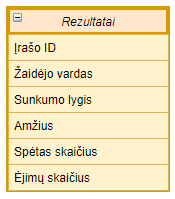 Rezultatai
Įrašo ID
Žaidėjo vardas
Sunkumo lygis
Amžius
Spėtas skaičius
Ėjimų skaičius